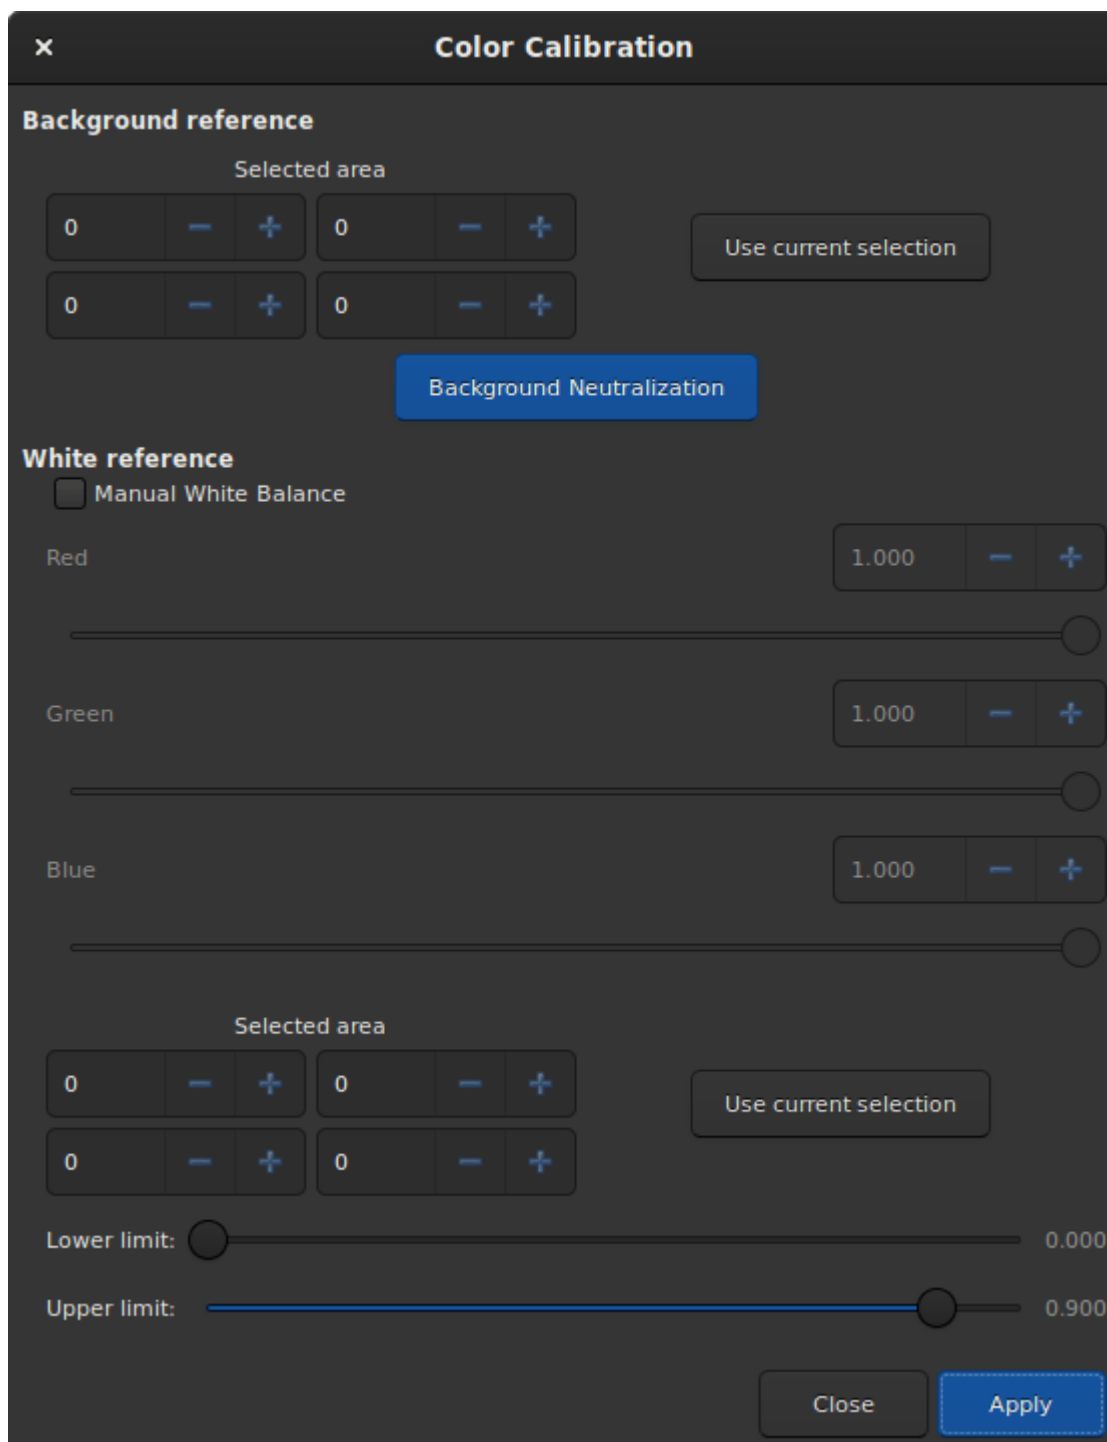 × Color Calibration
Background reference
Selected area
0 − + 0 − +
Use current selection
0 − + 0 − +
Background Neutralization
White reference
Manual White Balance
Red 1.000 − +
Green 1.000 − +
Blue 1.000 − +
Selected area
0 − + 0 − +
Use current selection
0 − + 0 − +
Lower limit: 0.000
Upper limit: 0.900
Close Apply